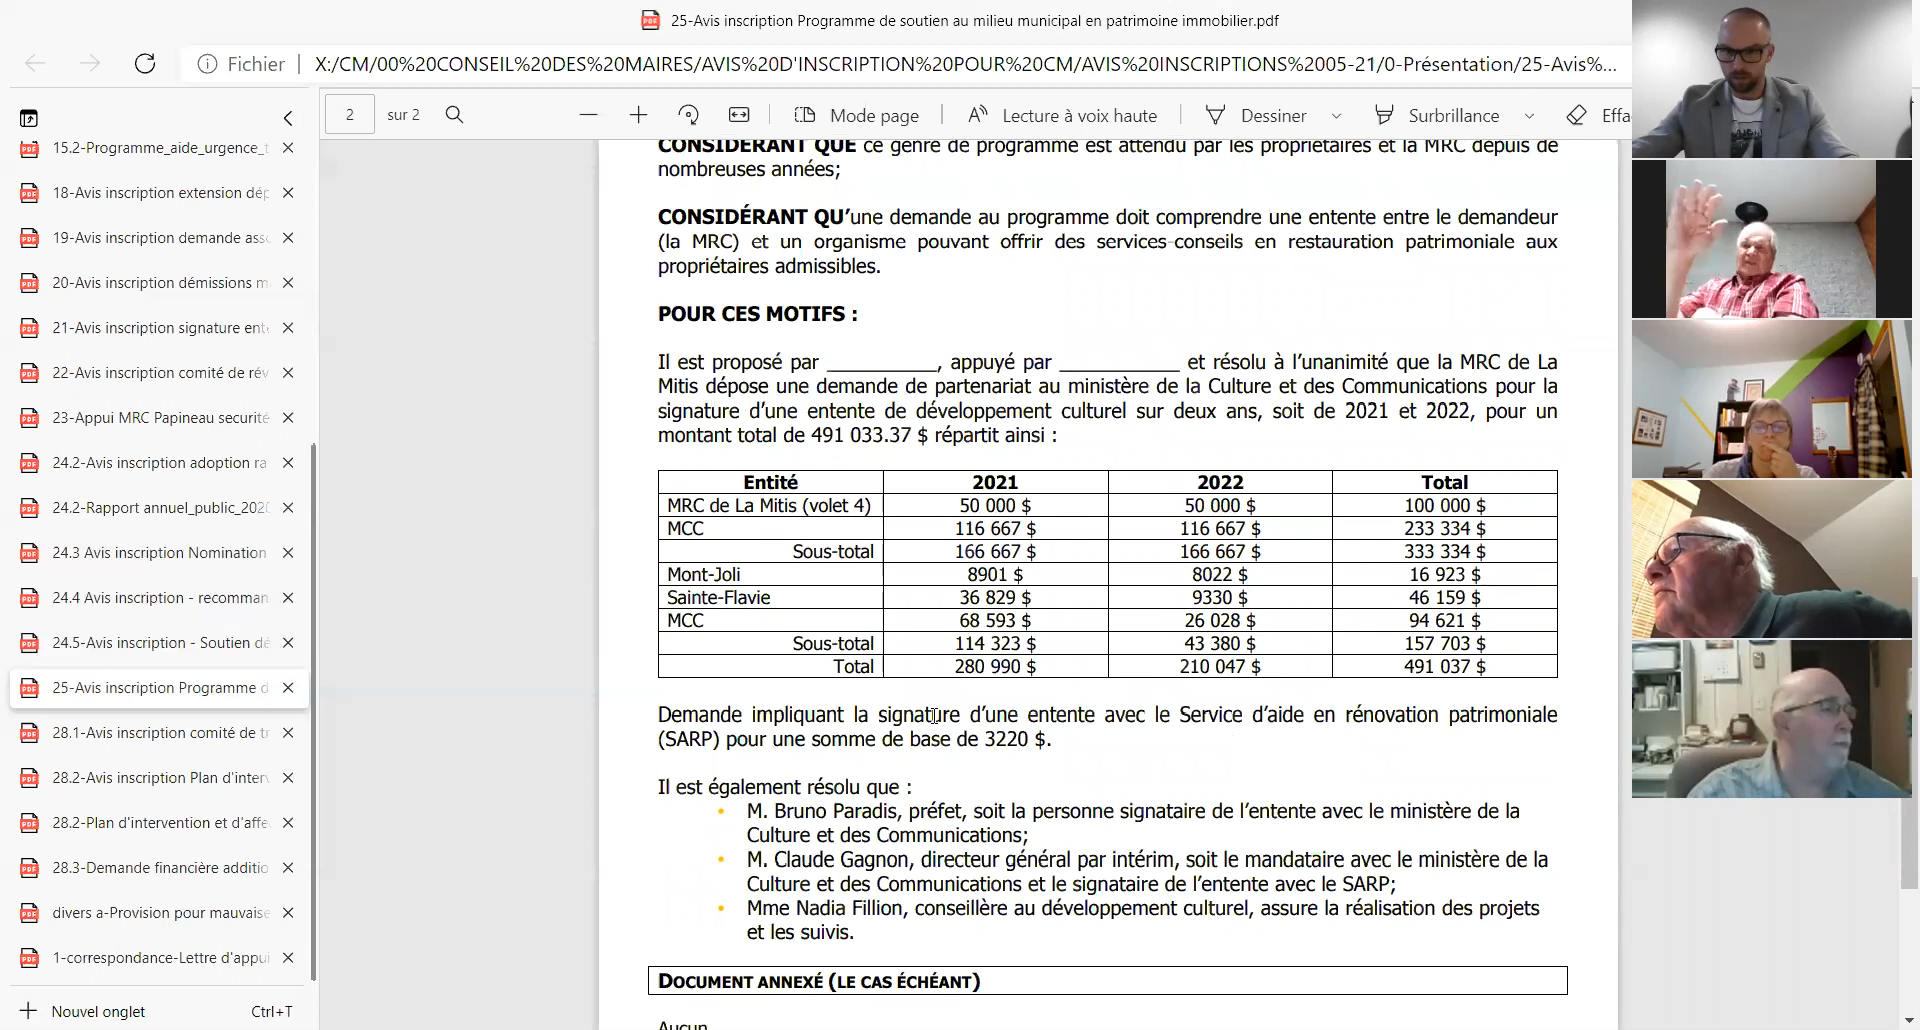 25-Avis inscription Programme de soutien au milieu municipal en patrimoine immobilier.pdf
Fichier
X:/CM/00%20CONSEIL%20DES%20MAIRES/AVIS%20D'INSCRIPTION%20POUR%20CM/AVIS%20INSCRIPTIONS%2005-21/0-Présentation/25-Avis%...
2 sur 2
Mode page
Lecture à voix haute
Dessiner
Surbrillance
Effa
15.2-Programme_aide_urgence_t
18-Avis inscription extension dép
19-Avis inscription demande asso
20-Avis inscription démissions m
21-Avis inscription signature ent
22-Avis inscription comité de rév
23-Appui MRC Papineau securité
24.2-Avis inscription adoption ra
24.2-Rapport annuel_public_2020
24.3 Avis inscription Nomination
24.4 Avis inscription - recomman
24.5-Avis inscription - Soutien dé
25-Avis inscription Programme d
28.1-Avis inscription comité de tr
28.2-Avis inscription Plan d'interv
28.2-Plan d'intervention et d'affe
28.3-Demande financière additio
divers a-Provision pour mauvaise
1-correspondance-Lettre d'appui
Nouvel onglet Ctrl+T
CONSIDÉRANT QUE ce genre de programme est attendu par les propriétaires et la MRC depuis de
nombreuses années;
CONSIDÉRANT QU’une demande au programme doit comprendre une entente entre le demandeur
(la MRC) et un organisme pouvant offrir des services-conseils en restauration patrimoniale aux
propriétaires admissibles.
POUR CES MOTIFS :
Il est proposé par __________, appuyé par ___________ et résolu à l’unanimité que la MRC de La
Mitis dépose une demande de partenariat au ministère de la Culture et des Communications pour la
signature d’une entente de développement culturel sur deux ans, soit de 2021 et 2022, pour un
montant total de 491 033.37 $ répartit ainsi :
Entité 2021 2022 Total
MRC de La Mitis (volet 4) 50 000 $ 50 000 $ 100 000 $
MCC 116 667 $ 116 667 $ 233 334 $
Sous-total 166 667 $ 166 667 $ 333 334 $
Mont-Joli 8901 $ 8022 $ 16 923 $
Sainte-Flavie 36 829 $ 9330 $ 46 159 $
MCC 68 593 $ 26 028 $ 94 621 $
Sous-total 114 323 $ 43 380 $ 157 703 $
Total 280 990 $ 210 047 $ 491 037 $
Demande impliquant la signature d’une entente avec le Service d’aide en rénovation patrimoniale
(SARP) pour une somme de base de 3220 $.
Il est également résolu que :
• M. Bruno Paradis, préfet, soit la personne signataire de l’entente avec le ministère de la
Culture et des Communications;
• M. Claude Gagnon, directeur général par intérim, soit le mandataire avec le ministère de la
Culture et des Communications et le signataire de l’entente avec le SARP;
• Mme Nadia Fillion, conseillère au développement culturel, assure la réalisation des projets
et les suivis.
DOCUMENT ANNEXÉ (LE CAS ÉCHÉANT)
Aucun